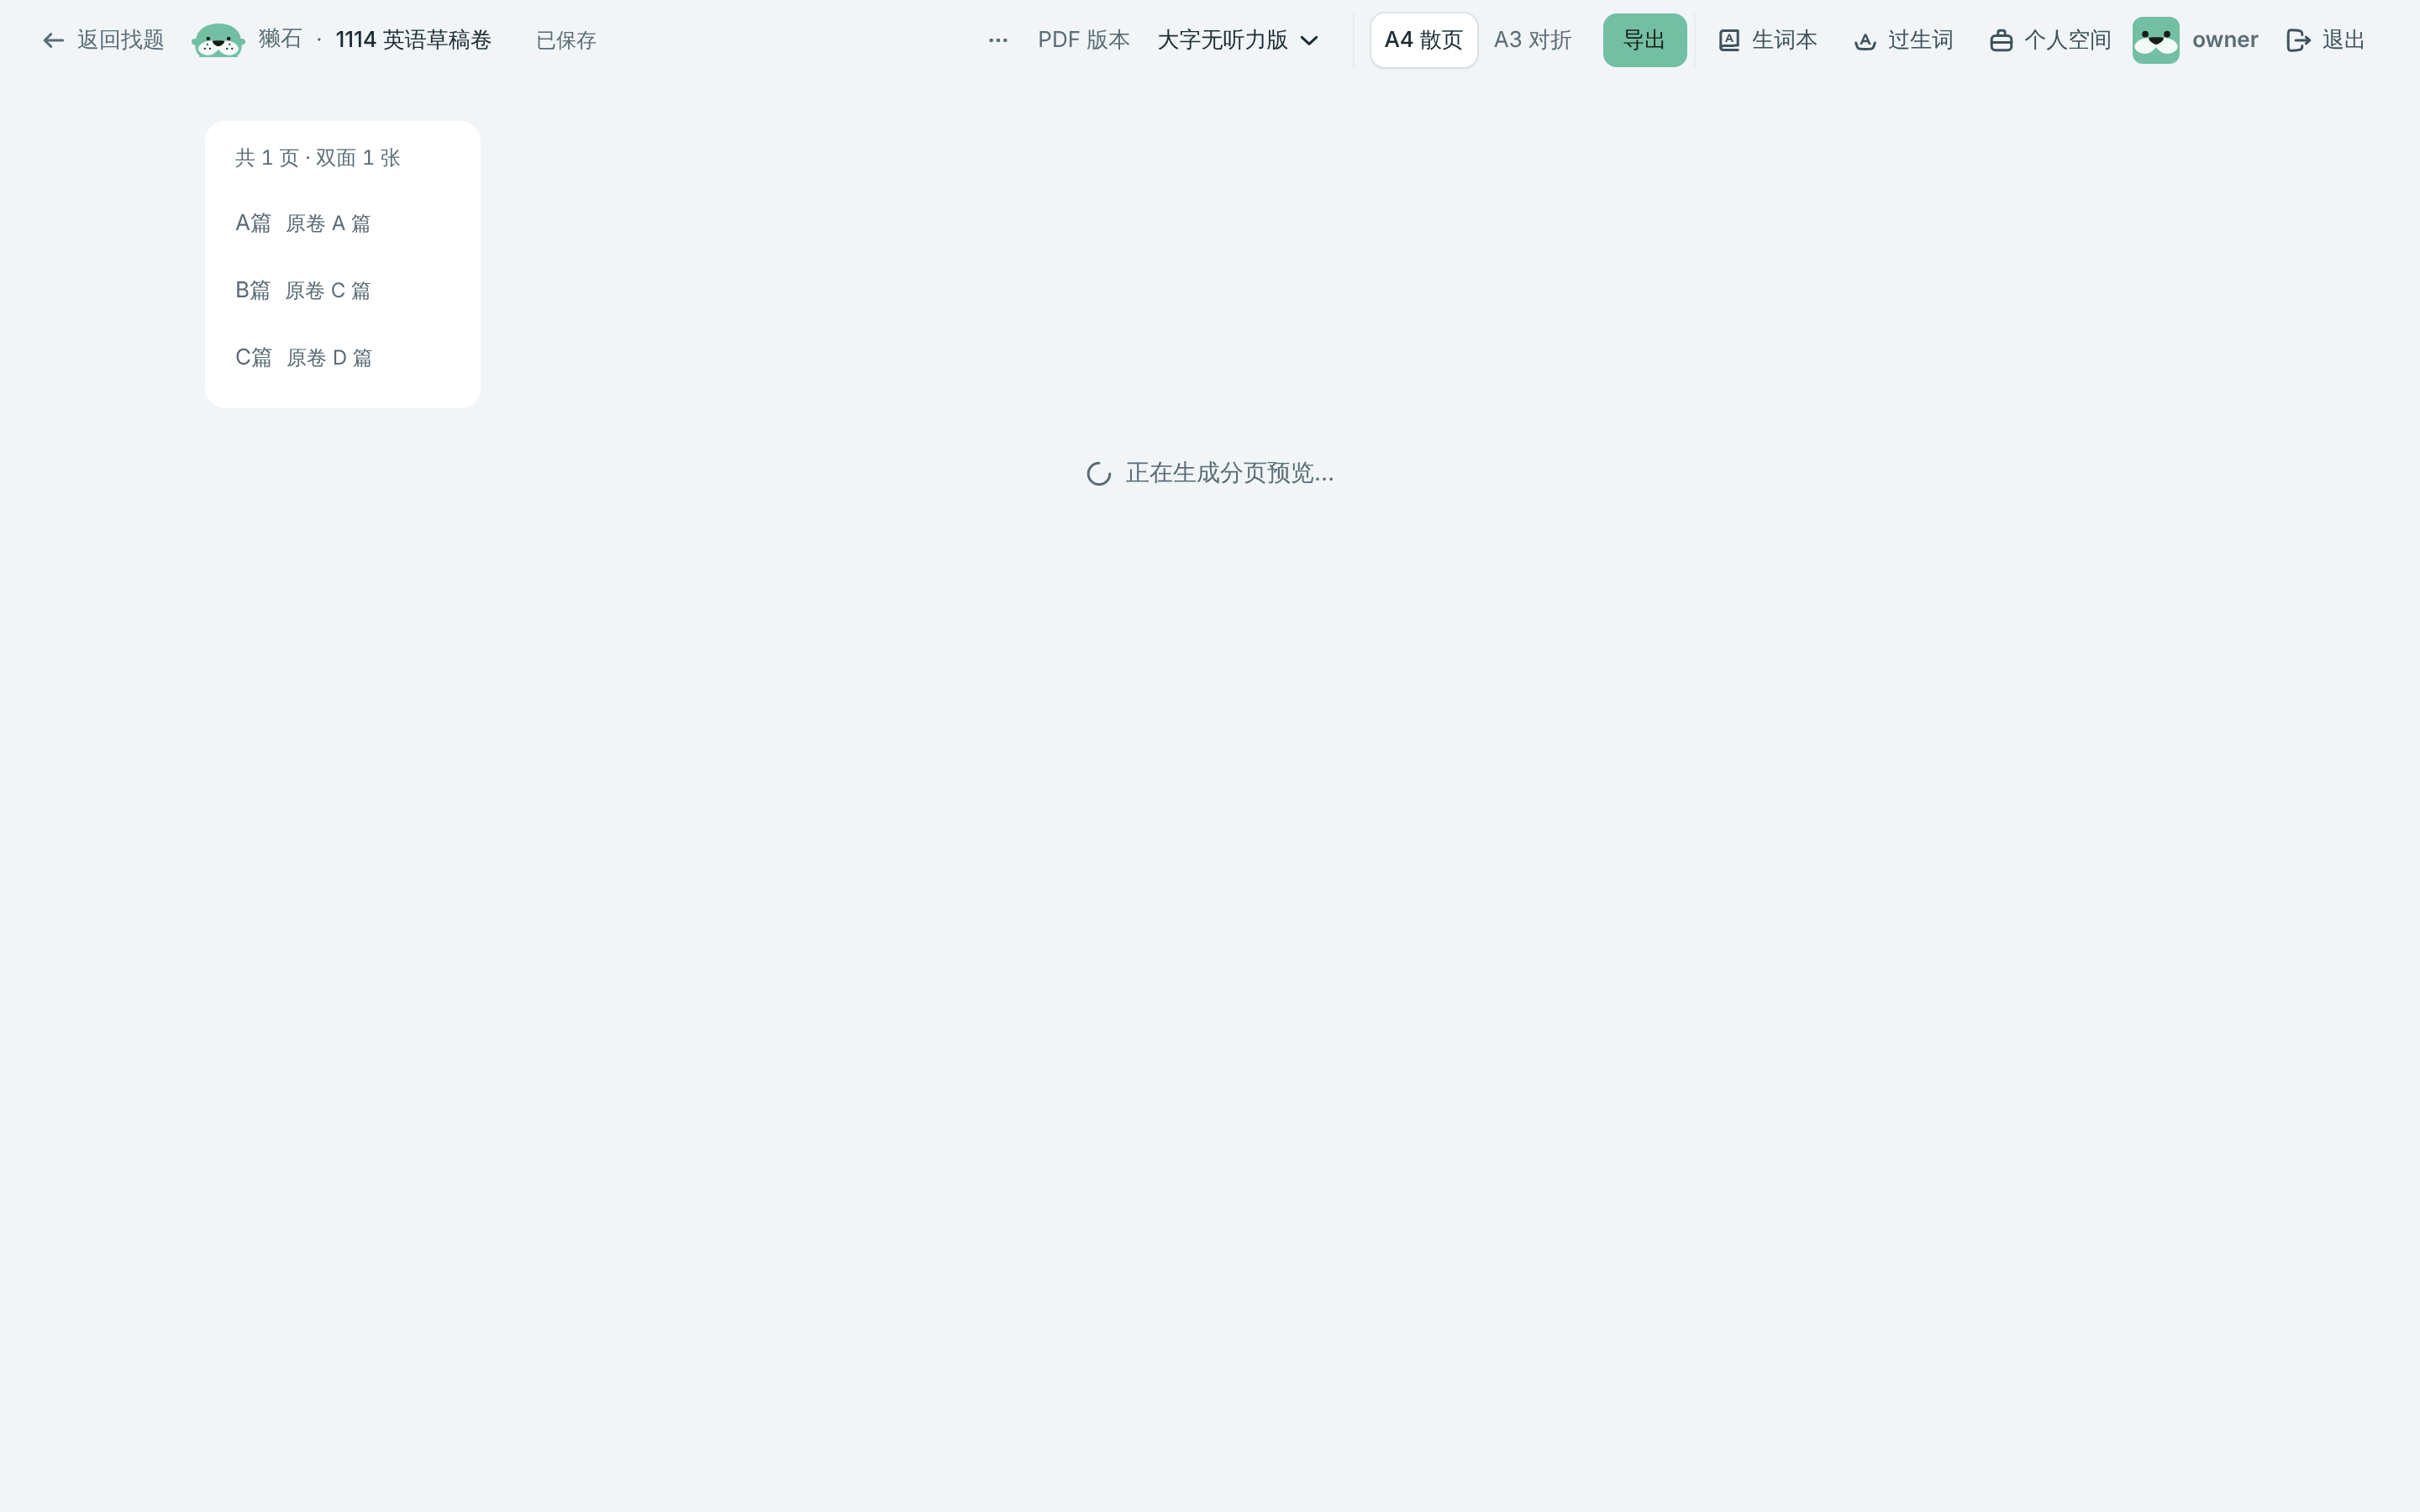 返回找题 獭石 · 1114 英语草稿卷 已保存 ··· PDF 版本 大字无听力版 A4 散页 A3 对折 导出 生词本 过生词 个人空间 owner 退出
共 1 页 · 双面 1 张
A篇 原卷 A 篇
B篇 原卷 C 篇
C篇 原卷 D 篇
正在生成分页预览...